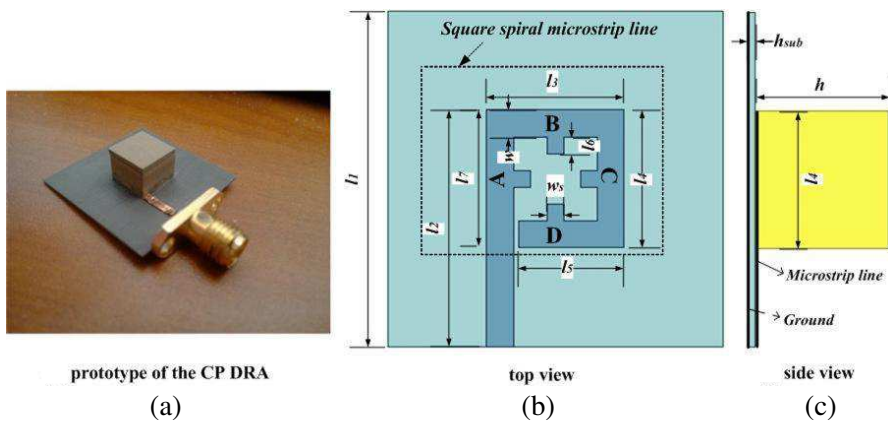 Square spiral microstrip line
hsub
l3
h
B
l6
w
l1
l7
A
ws
C
l4
l4
l2
D
l5
Microstrip line
Ground
prototype of the CP DRA
top view
side view
(a)
(b)
(c)